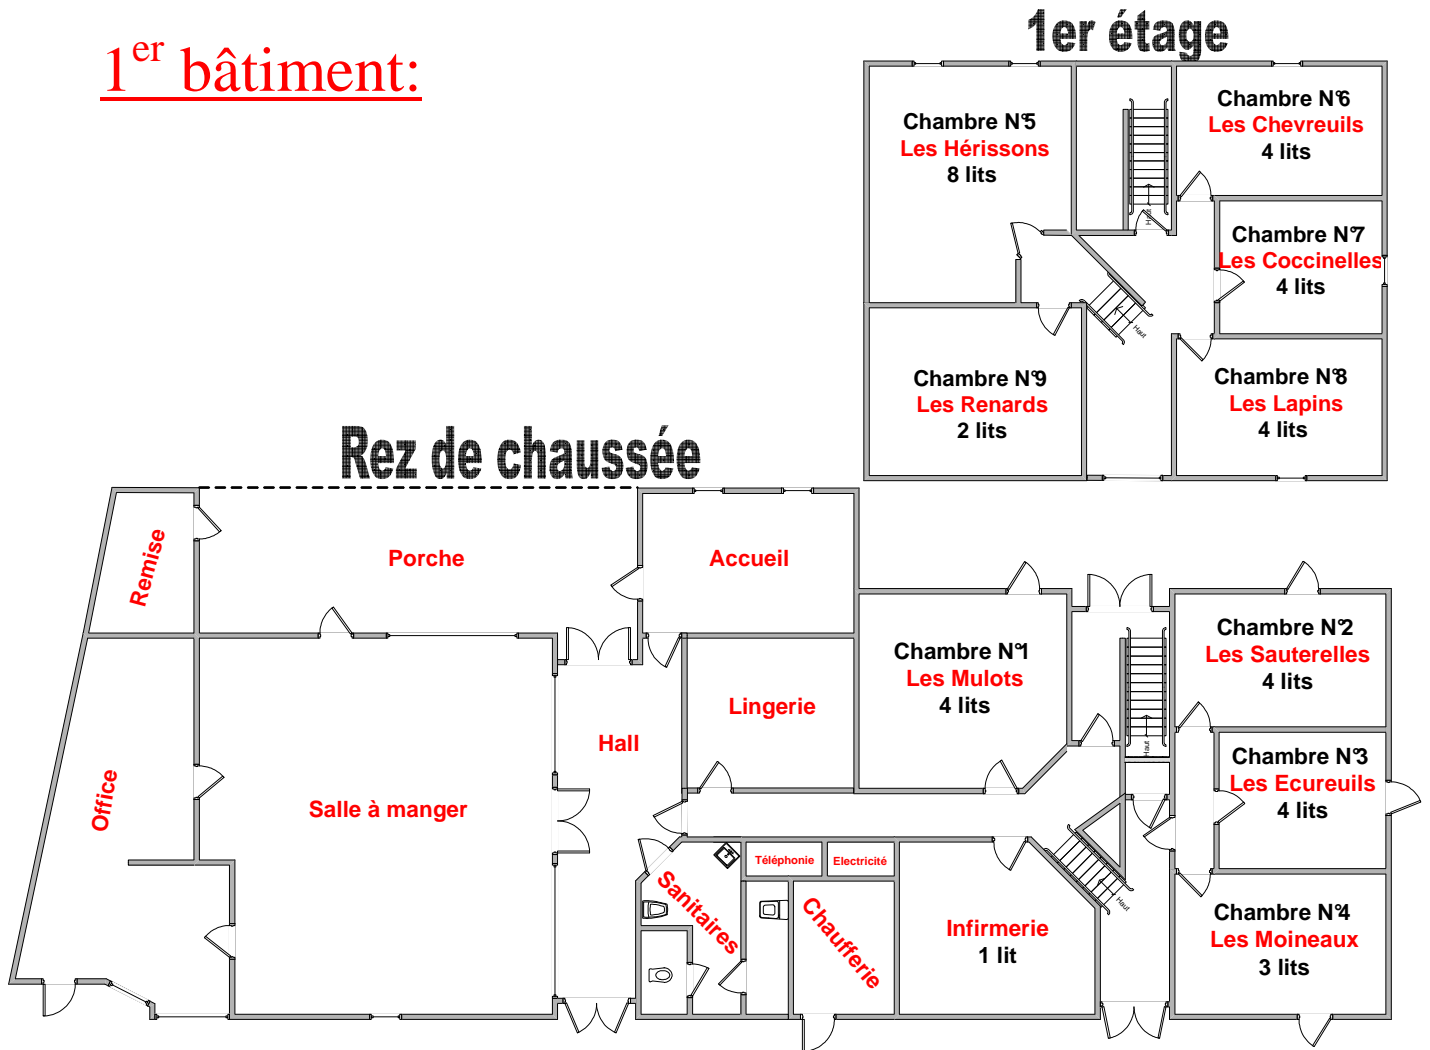 1er bâtiment:
1er étage
Chambre N°5
Les Hérissons
8 lits
Chambre N°6
Les Chevreuils
4 lits
Haut
Chambre N°7
Les Coccinelles
4 lits
Haut
Chambre N°9
Les Renards
2 lits
Chambre N°8
Les Lapins
4 lits
Rez de chaussée
Remise
Porche
Accueil
Chambre N°1
Les Mulots
4 lits
Chambre N°2
Les Sauterelles
4 lits
Lingerie
Hall
Haut
Office
Salle à manger
Chambre N°3
Les Ecureuils
4 lits
Téléphonie
Electricité
Sanitaires
Chaufferie
Infirmerie
1 lit
Haut
Chambre N°4
Les Moineaux
3 lits